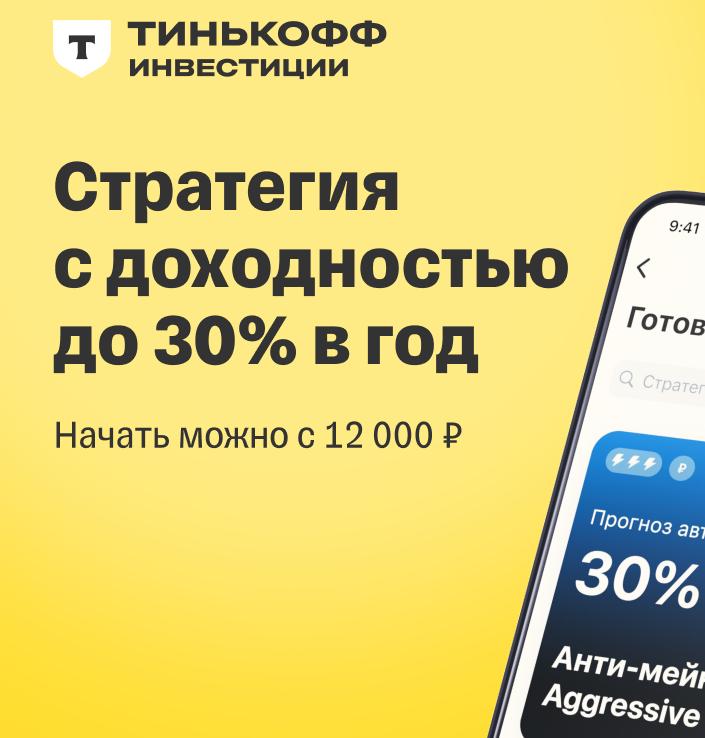 Т
ТИНЬКОФФ
ИНВЕСТИЦИИ
Стратегия
с доходностью
до 30% в год
Начать можно с 12 000 ₽
9:41
Готов
Стратег
₽
Прогноз авт
30%
Анти-мей
Aggressive